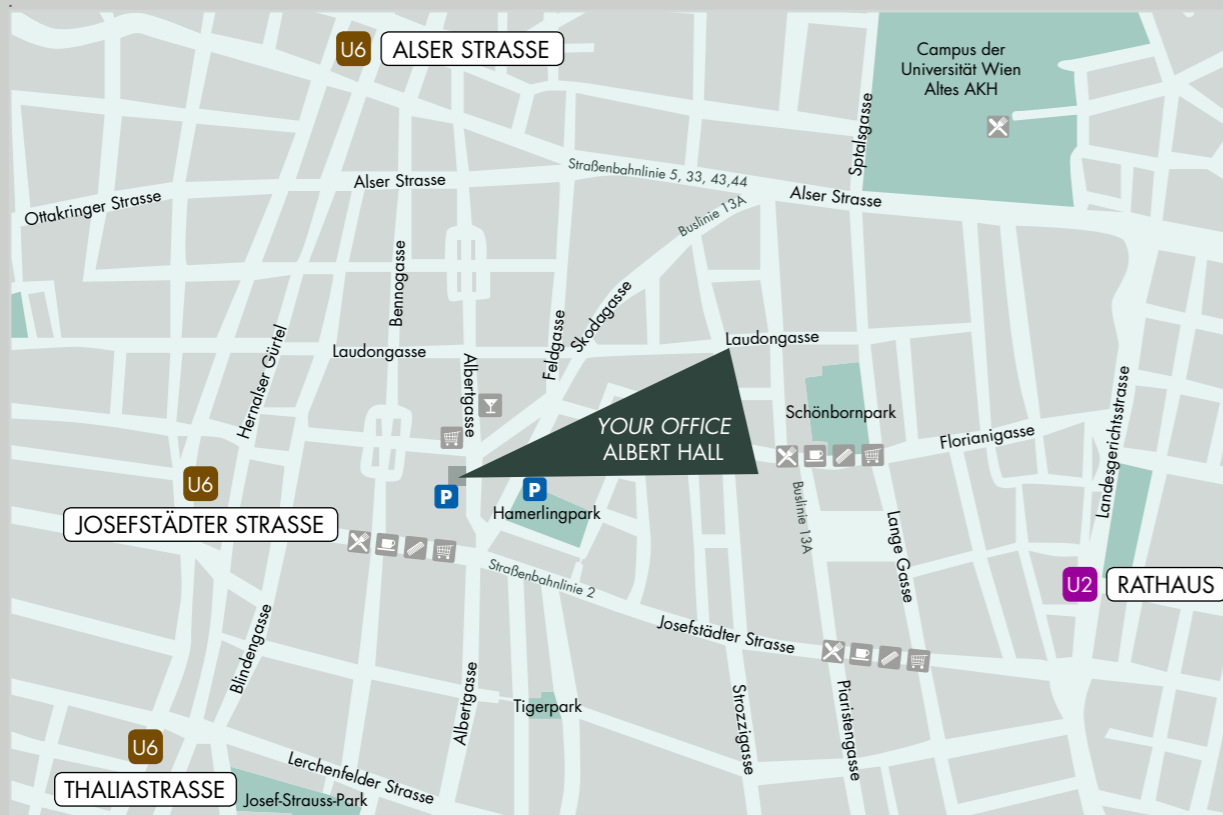 U6 ALSER STRASSE
Campus der
Universität Wien
Altes AKH
Spitalsgasse
Straßenbahnlinie 5, 33, 43,44
Alser Strasse
Alser Strasse
Ottakringer Strasse
Buslinie 13A
Bennogasse
Skodagasse
Feldgasse
Hernalser Gürtel
Laudongasse
Laudongasse
Albertgasse
Landesgerichtsstrasse
Schönbornpark
YOUR OFFICE
ALBERT HALL
Florianigasse
U6
JOSEFSTÄDTER STRASSE
P
P
Hamerlingpark
Buslinie 13A
Lange Gasse
Straßenbahnlinie 2
U2 RATHAUS
Josefstädter Strasse
Blindengasse
Albertgasse
Tigerpark
Strozzigasse
Piaristengasse
U6
THALIASTRASSE
Lerchenfelder Strasse
Josef-Strauss-Park